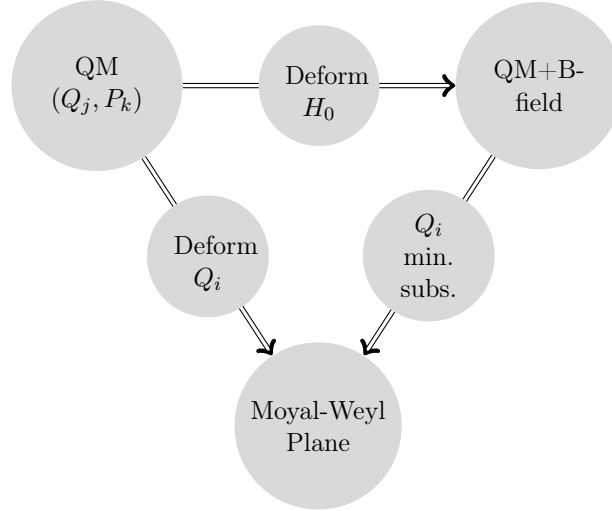 QM
(Q_j, P_k)
Deform
H_0
QM+B-
field
Deform
Q_i
Q_i
min.
subs.
Moyal-Weyl
Plane